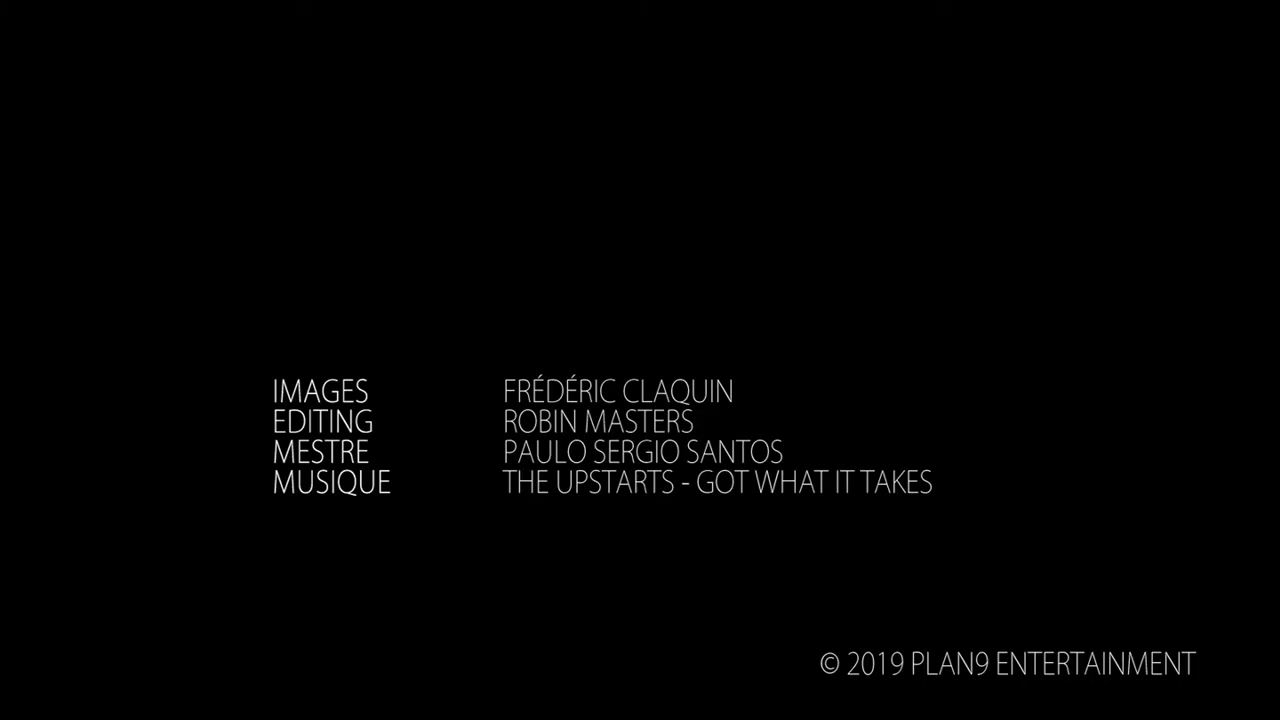 IMAGES FRÉDÉRIC CLAQUIN
EDITING ROBIN MASTERS
MESTRE PAULO SERGIO SANTOS
MUSIQUE THE UPSTARTS - GOT WHAT IT TAKES
© 2019 PLAN9 ENTERTAINMENT